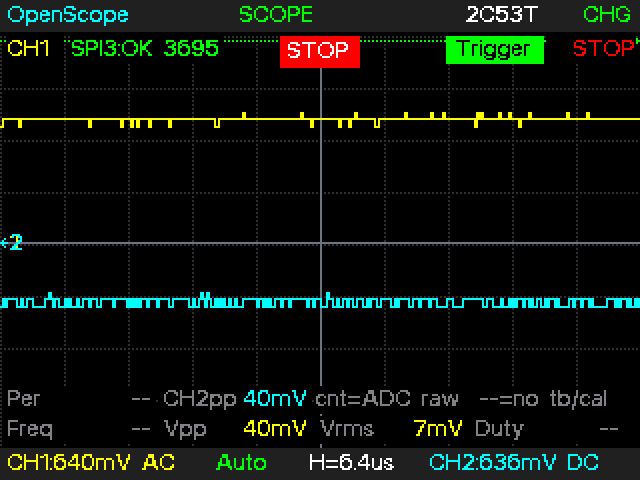 OpenScope SCOPE 2C53T CHG
CH1 SPI3:OK 3695 STOP Trigger STOP
2
Per -- CH2pp 40mV cnt=ADC raw --=no tb/cal
Freq -- Vpp 40mV Vrms 7mV Duty --
CH1:640mV AC Auto H=6.4us CH2:636mV DC